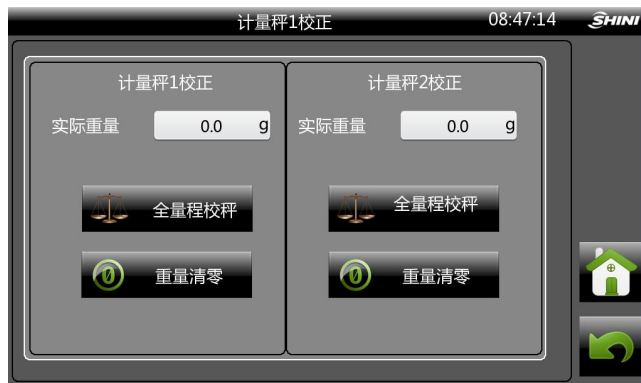 计量秤1校正 08:47:14 SHINI
计量秤1校正
实际重量 0.0 g
全量程校秤
0 重量清零
计量秤2校正
实际重量 0.0 g
全量程校秤
0 重量清零